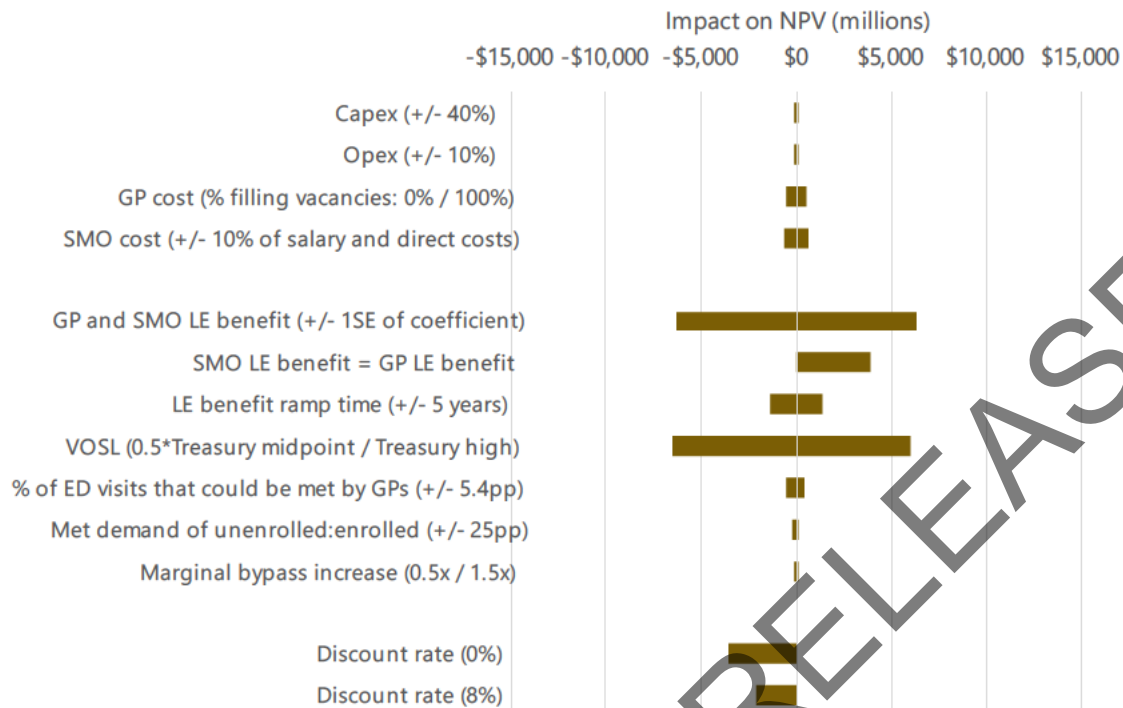 Impact on NPV (millions)
-$15,000 -$10,000 -$5,000 $0 $5,000 $10,000 $15,000
Capex (+/- 40%)
Opex (+/- 10%)
GP cost (% filling vacancies: 0% / 100%)
SMO cost (+/- 10% of salary and direct costs)
GP and SMO LE benefit (+/- 1SE of coefficient)
SMO LE benefit = GP LE benefit
LE benefit ramp time (+/- 5 years)
VOSL (0.5*Treasury midpoint / Treasury high)
% of ED visits that could be met by GPs (+/- 5.4pp)
Met demand of unenrolled:enrolled (+/- 25pp)
Marginal bypass increase (0.5x / 1.5x)
Discount rate (0%)
Discount rate (8%)
RELEAS